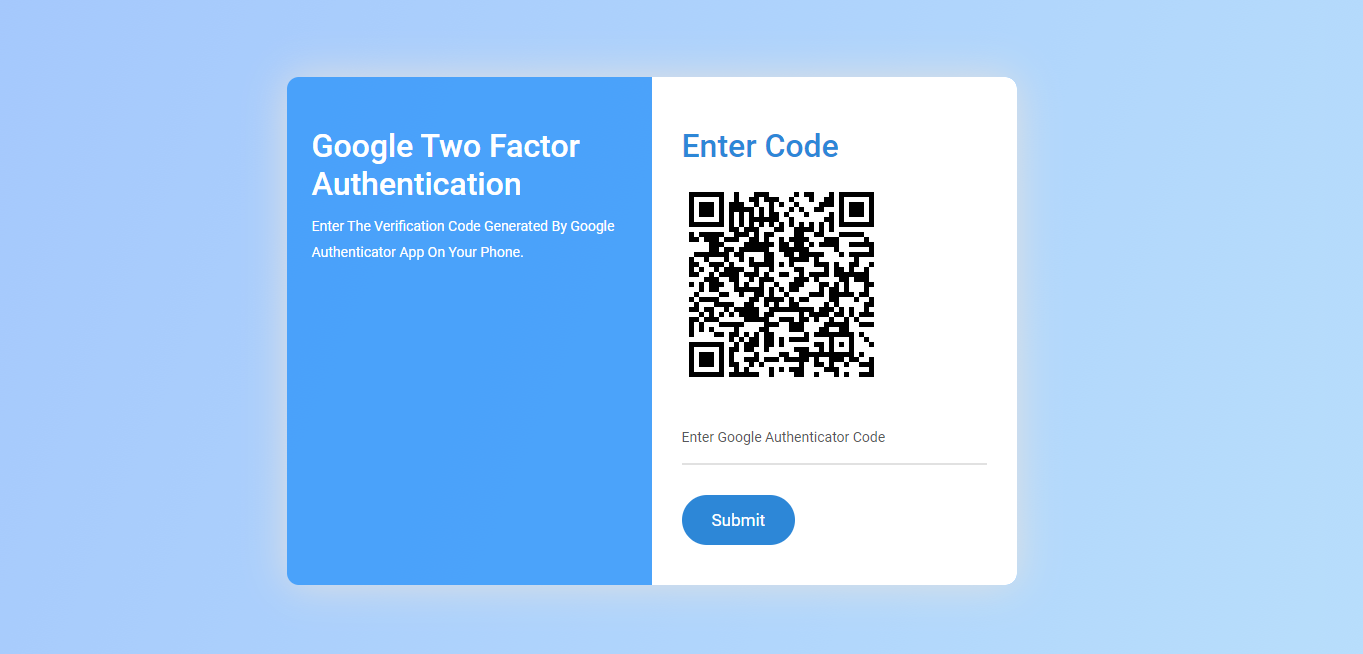 Google Two Factor
Authentication
Enter The Verification Code Generated By Google
Authenticator App On Your Phone.
Enter Code
Enter Google Authenticator Code
Submit